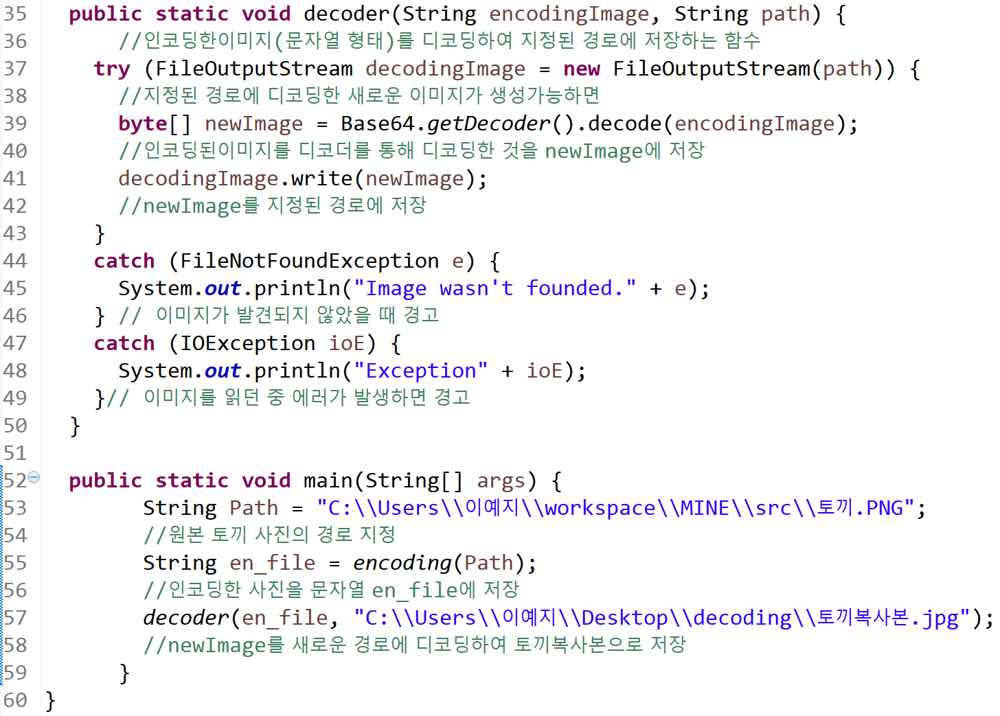 35 public static void decoder(String encodingImage, String path) {
36 //인코딩한이미지(문자열 형태)를 디코딩하여 지정된 경로에 저장하는 함수
37 try (FileOutputStream decodingImage = new FileOutputStream(path)) {
38 //지정된 경로에 디코딩한 새로운 이미지가 생성가능하면
39 byte[] newImage = Base64.getDecoder().decode(encodingImage);
40 //인코딩된이미지를 디코더를 통해 디코딩한 것을 newImage에 저장
41 decodingImage.write(newImage);
42 //newImage를 지정된 경로에 저장
43 }
44 catch (FileNotFoundException e) {
45 System.out.println("Image wasn't founded." + e);
46 } // 이미지가 발견되지 않았을 때 경고
47 catch (IOException ioE) {
48 System.out.println("Exception" + ioE);
49 }// 이미지를 읽던 중 에러가 발생하면 경고
50 }
51
52 public static void main(String[] args) {
53 String Path = "C:\\Users\\이예지\\workspace\\MINE\\src\\토끼.PNG";
54 //원본 토끼 사진의 경로 지정
55 String en_file = encoding(Path);
56 //인코딩한 사진을 문자열 en_file에 저장
57 decoder(en_file, "C:\\Users\\이예지\\Desktop\\decoding\\토끼복사본.jpg");
58 //newImage를 새로운 경로에 디코딩하여 토끼복사본으로 저장
59 }
60 }